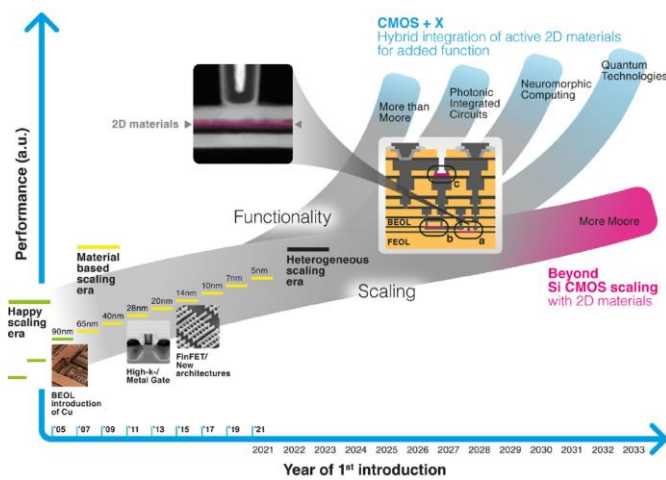 CMOS + X
Hybrid integration of active 2D materials
for added function
Quantum
Technologies
Neuromorphic
Computing
Photonic
Integrated
Circuits
More than
Moore
2D materials
Performance (a.u.)
Functionality
Scaling
c
BEOL
b
a
FEOL
More Moore
Beyond
Si CMOS scaling
with 2D materials
Material
based scaling
era
Heterogeneous
scaling era
Happy
scaling
era
90nm
65nm
40nm
28nm
20nm
14nm
10nm
7nm
5nm
High-k-/
Metal Gate
FinFET/
New
architectures
BEOL
introduction
of Cu
'05
'07
'09
'11
'13
'15
'17
'19
'21
2021
2022
2023
2024
2025
2026
2027
2028
2029
2030
2031
2032
2033
Year of 1st introduction